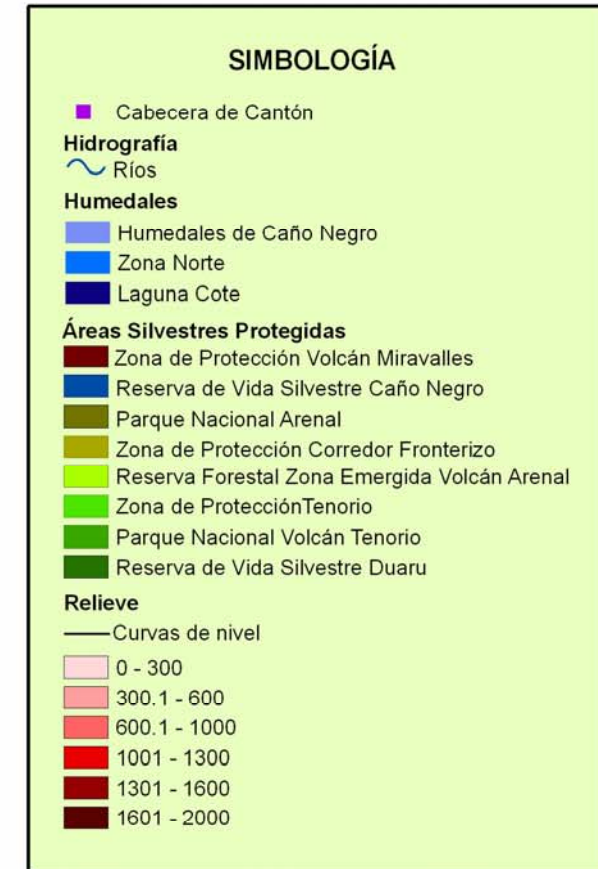 SIMBOLOGÍA
Cabecera de Cantón
Hidrografía
Ríos
Humedales
Humedales de Caño Negro
Zona Norte
Laguna Cote
Áreas Silvestres Protegidas
Zona de Protección Volcán Miravalles
Reserva de Vida Silvestre Caño Negro
Parque Nacional Arenal
Zona de Protección Corredor Fronterizo
Reserva Forestal Zona Emergida Volcán Arenal
Zona de ProtecciónTenorio
Parque Nacional Volcán Tenorio
Reserva de Vida Silvestre Duaru
Relieve
Curvas de nivel
0 - 300
300.1 - 600
600.1 - 1000
1001 - 1300
1301 - 1600
1601 - 2000